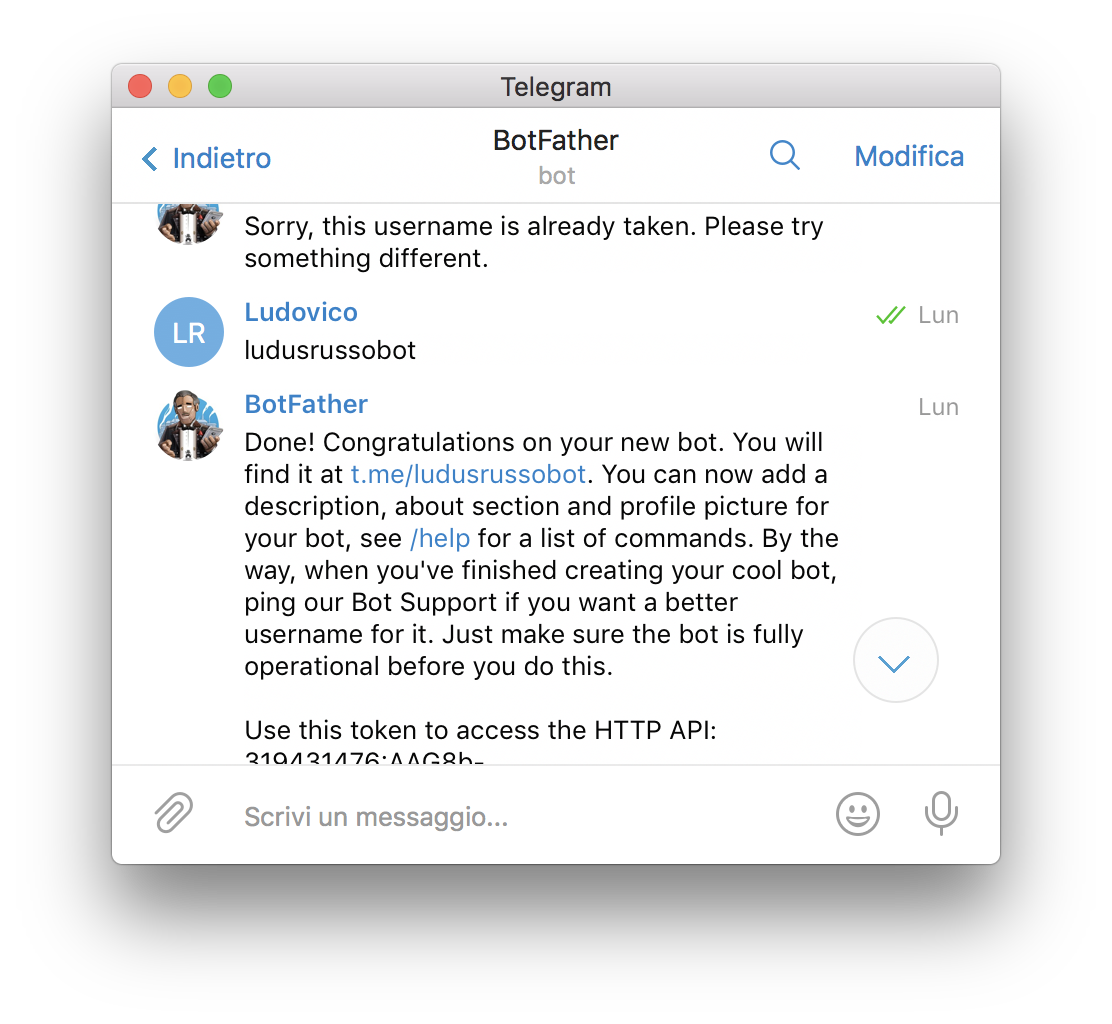 Telegram
Indietro
BotFather
bot
Modifica
Sorry, this username is already taken. Please try
something different.
LR
Ludovico
Lun
ludusrussobot
BotFather
Lun
Done! Congratulations on your new bot. You will
find it at t.me/ludusrussobot. You can now add a
description, about section and profile picture for
your bot, see /help for a list of commands. By the
way, when you've finished creating your cool bot,
ping our Bot Support if you want a better
username for it. Just make sure the bot is fully
operational before you do this.
Use this token to access the HTTP API:
319431476:AAG8b-
Scrivi un messaggio...